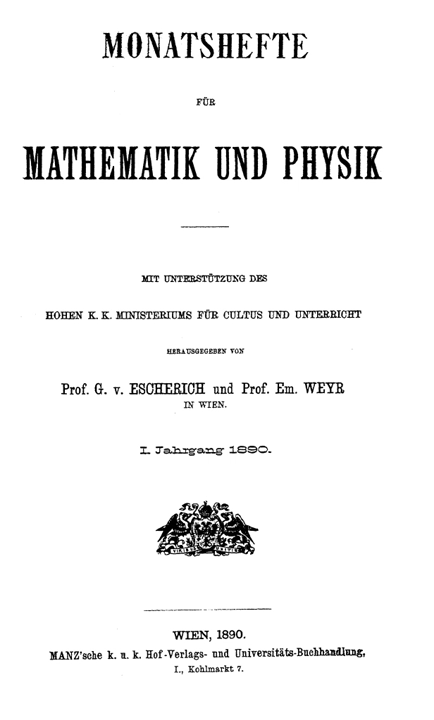 MONATSHEFTE
FÜR
MATHEMATIK UND PHYSIK
MIT UNTERSTÜTZUNG DES
HOHEN K. K. MINISTERIUMS FÜR CULTUS UND UNTERRICHT
HERAUSGEGEBEN VON
Prof. G. v. ESCHERICH und Prof. Em. WEYR
IN WIEN.
I. Jahrgang 1890.
WIEN, 1890.
MANZ'sche k. u. k. Hof-Verlags- und Universitäts-Buchhandlung,
I., Kohlmarkt 7.